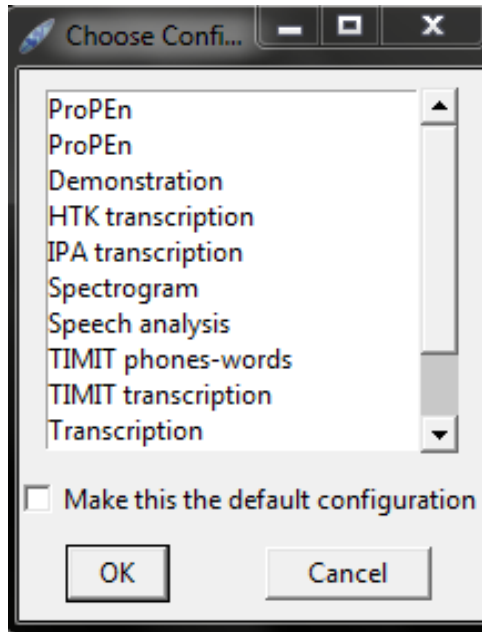 Choose Confi...
ProPEn
ProPEn
Demonstration
HTK transcription
IPA transcription
Spectrogram
Speech analysis
TIMIT phones-words
TIMIT transcription
Transcription
Make this the default configuration
OK Cancel